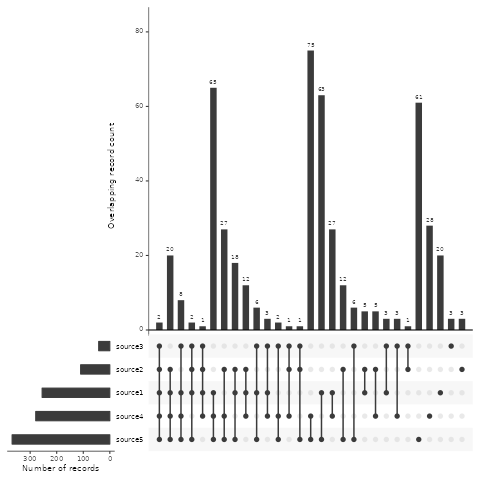 80
60
40
20
0
Overlapping record count
2 20 8 2 1 65 27 18 12 6 3 2 1 1 75 63 27 12 6 5 5 3 3 1 61 28 20 3 3
source3
source2
source1
source4
source5
300 200 100 0
Number of records